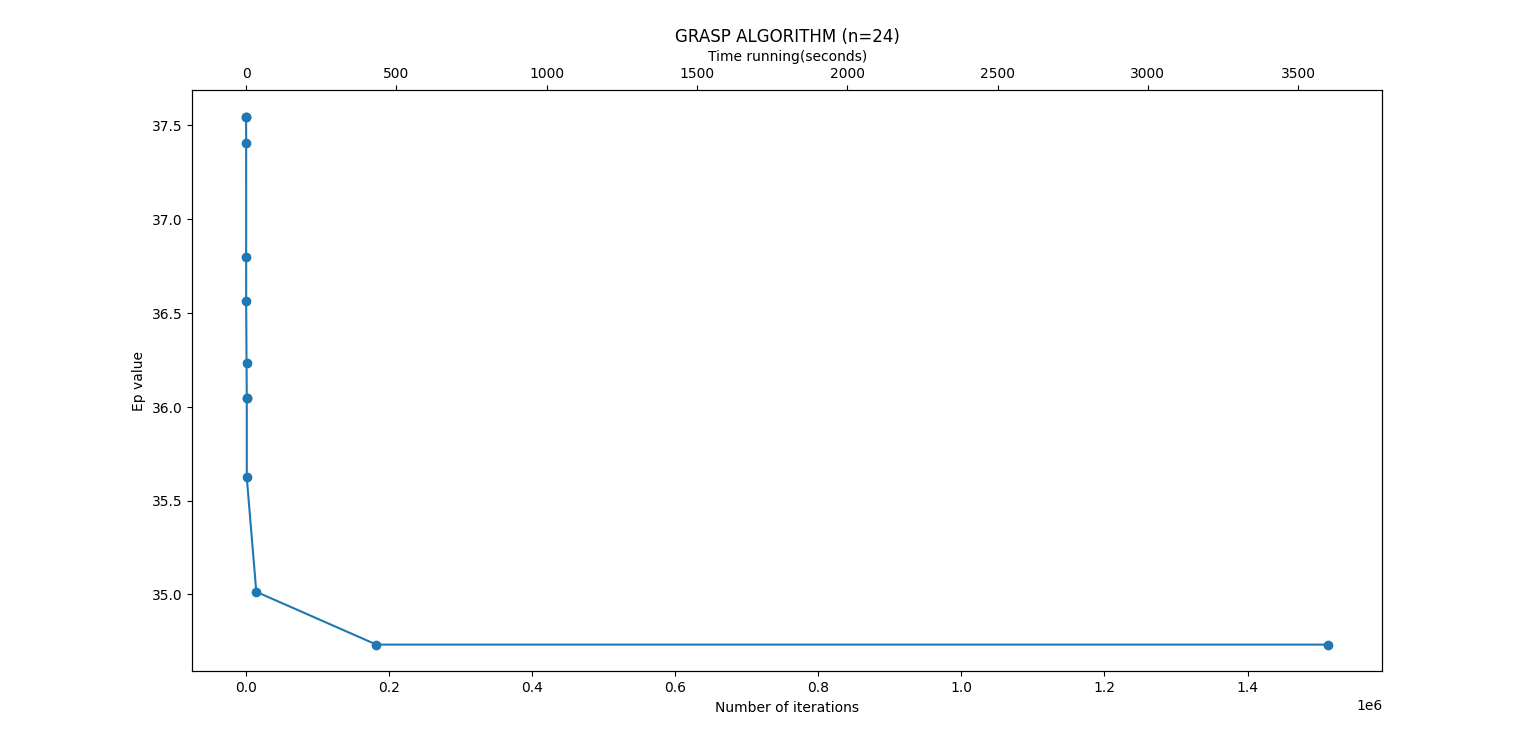 GRASP ALGORITHM (n=24)
Time running(seconds)
0 500 1000 1500 2000 2500 3000 3500
37.5
37.0
36.5
36.0
35.5
35.0
Ep value
0.0 0.2 0.4 0.6 0.8 1.0 1.2 1.4
Number of iterations
1e6